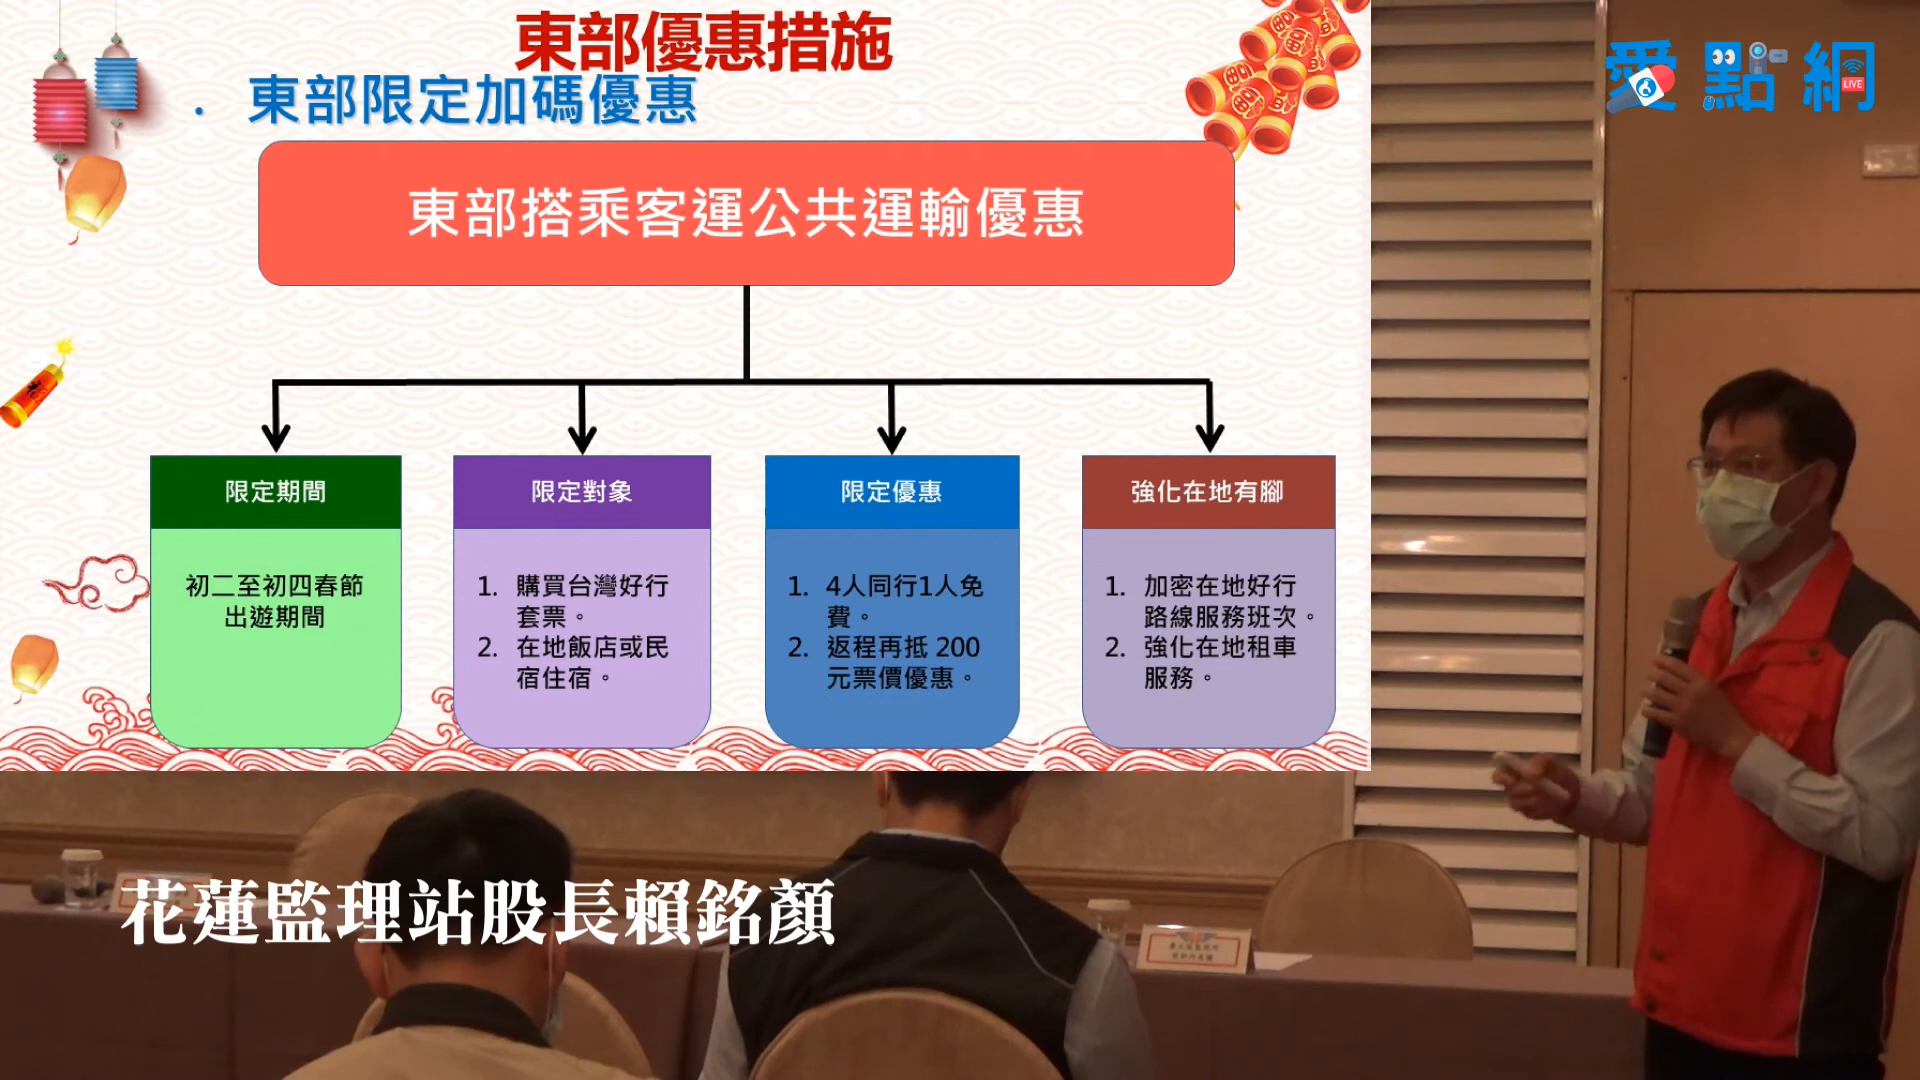 東部優惠措施
• 東部限定加碼優惠
愛點網
LIVE
東部搭乘客運公共運輸優惠
限定期間
初二至初四春節
出遊期間
限定對象
1. 購買台灣好行
套票。
2. 在地飯店或民
宿住宿。
限定優惠
1. 4人同行1人免
費。
2. 返程再抵 200
元票價優惠。
強化在地有腳
1. 加密在地好行
路線服務班次。
2. 強化在地租車
服務。
花蓮監理站股長賴銘顏